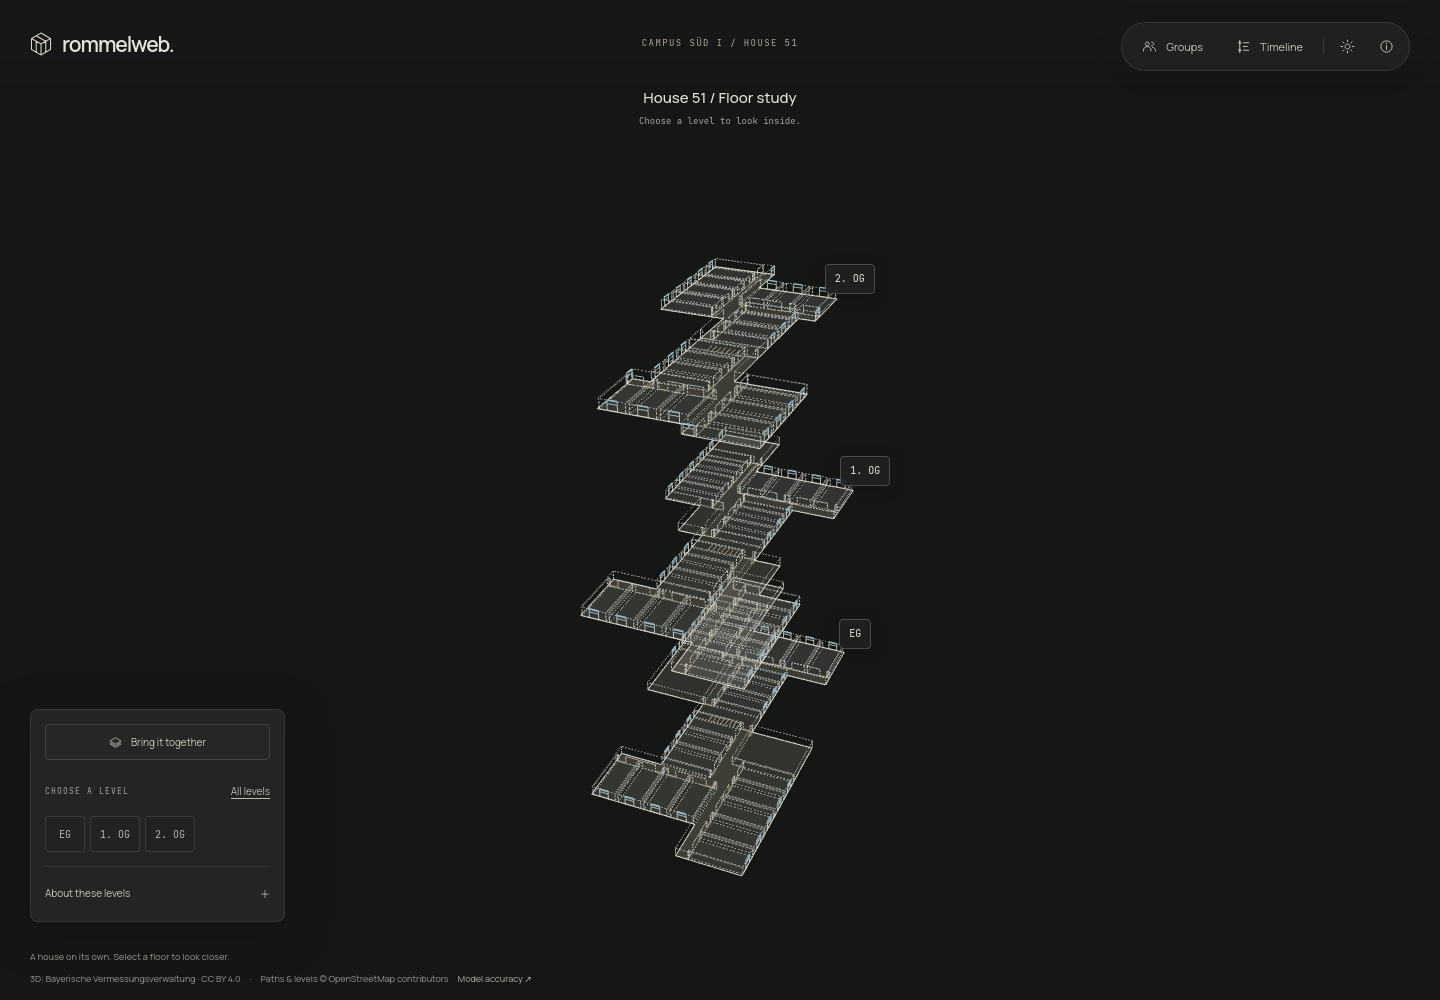 rommelweb.
CAMPUS SÜD I / HOUSE 51
Groups
Timeline
House 51 / Floor study
Choose a level to look inside.
2. OG
1. OG
EG
Bring it together
CHOOSE A LEVEL
All levels
EG
1. OG
2. OG
About these levels +
A house on its own. Select a floor to look closer.
3D: Bayerische Vermessungsverwaltung · CC BY 4.0 · Paths & levels © OpenStreetMap contributors Model accuracy ↗